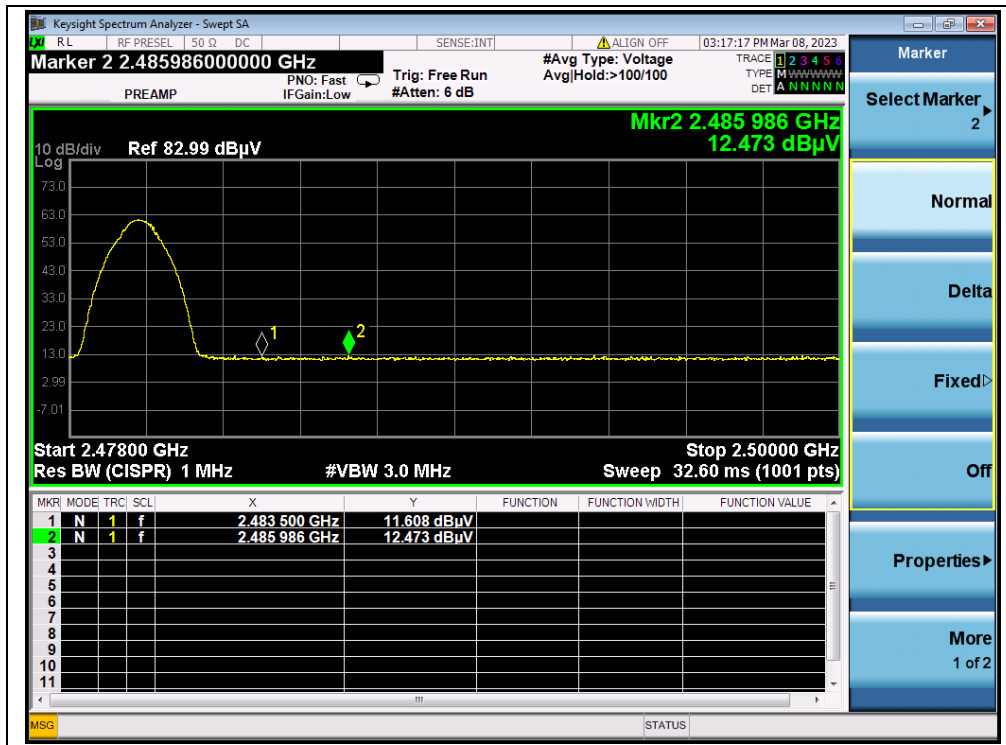 Keysight Spectrum Analyzer - Swept SA
LXI RL RF PRESEL 50 Ω DC SENSE:INT ALIGN OFF 03:17:17 PM Mar 08, 2023
Marker 2 2.485986000000 GHz
PREAMP
PNO: Fast
IFGain:Low
Trig: Free Run
#Atten: 6 dB
#Avg Type: Voltage
Avg|Hold:>100/100
TRACE 1 2 3 4 5 6
TYPE M WWWWW
DET A N N N N N
Mkr2 2.485 986 GHz
12.473 dBµV
10 dB/div Ref 82.99 dBµV
Log
73.0
63.0
53.0
43.0
33.0
23.0
13.0
2.99
-7.01
1
2
Start 2.47800 GHz Stop 2.50000 GHz
Res BW (CISPR) 1 MHz #VBW 3.0 MHz Sweep 32.60 ms (1001 pts)
MKR MODE TRC SCL X Y FUNCTION FUNCTION WIDTH FUNCTION VALUE
1 N 1 f 2.483 500 GHz 11.608 dBµV
2 N 1 f 2.485 986 GHz 12.473 dBµV
3
4
5
6
7
8
9
10
11
MSG STATUS
Marker
Select Marker
2
Normal
Delta
Fixed
Off
Properties
More
1 of 2